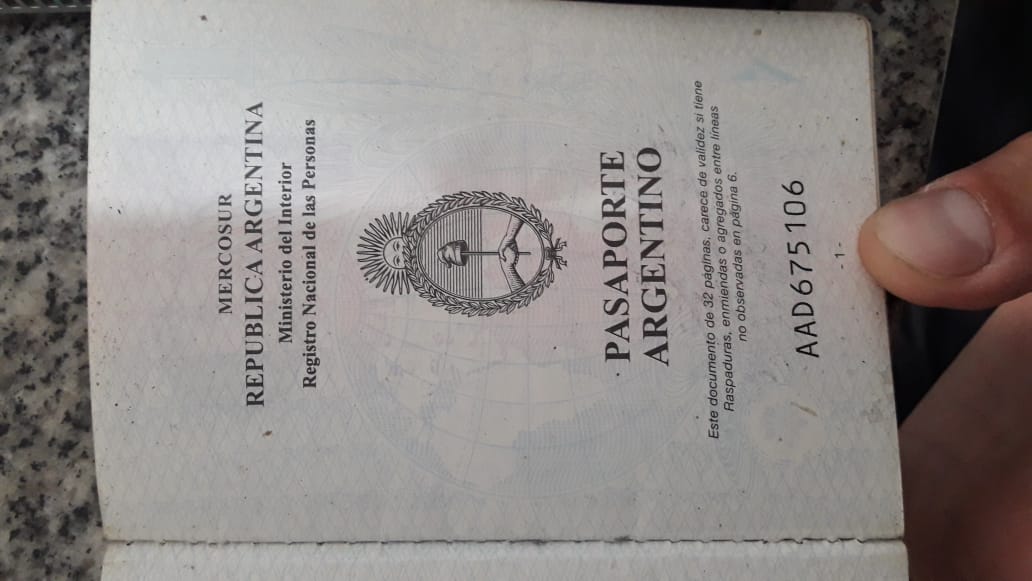 MERCOSUR
REPUBLICA ARGENTINA
Ministerio del Interior
Registro Nacional de las Personas
PASAPORTE
ARGENTINO
Este documento de 32 páginas, carece de validez si tiene
Raspaduras, enmiendas o agregados entre líneas
no observadas en página 6.
AAD675106
- 1 -